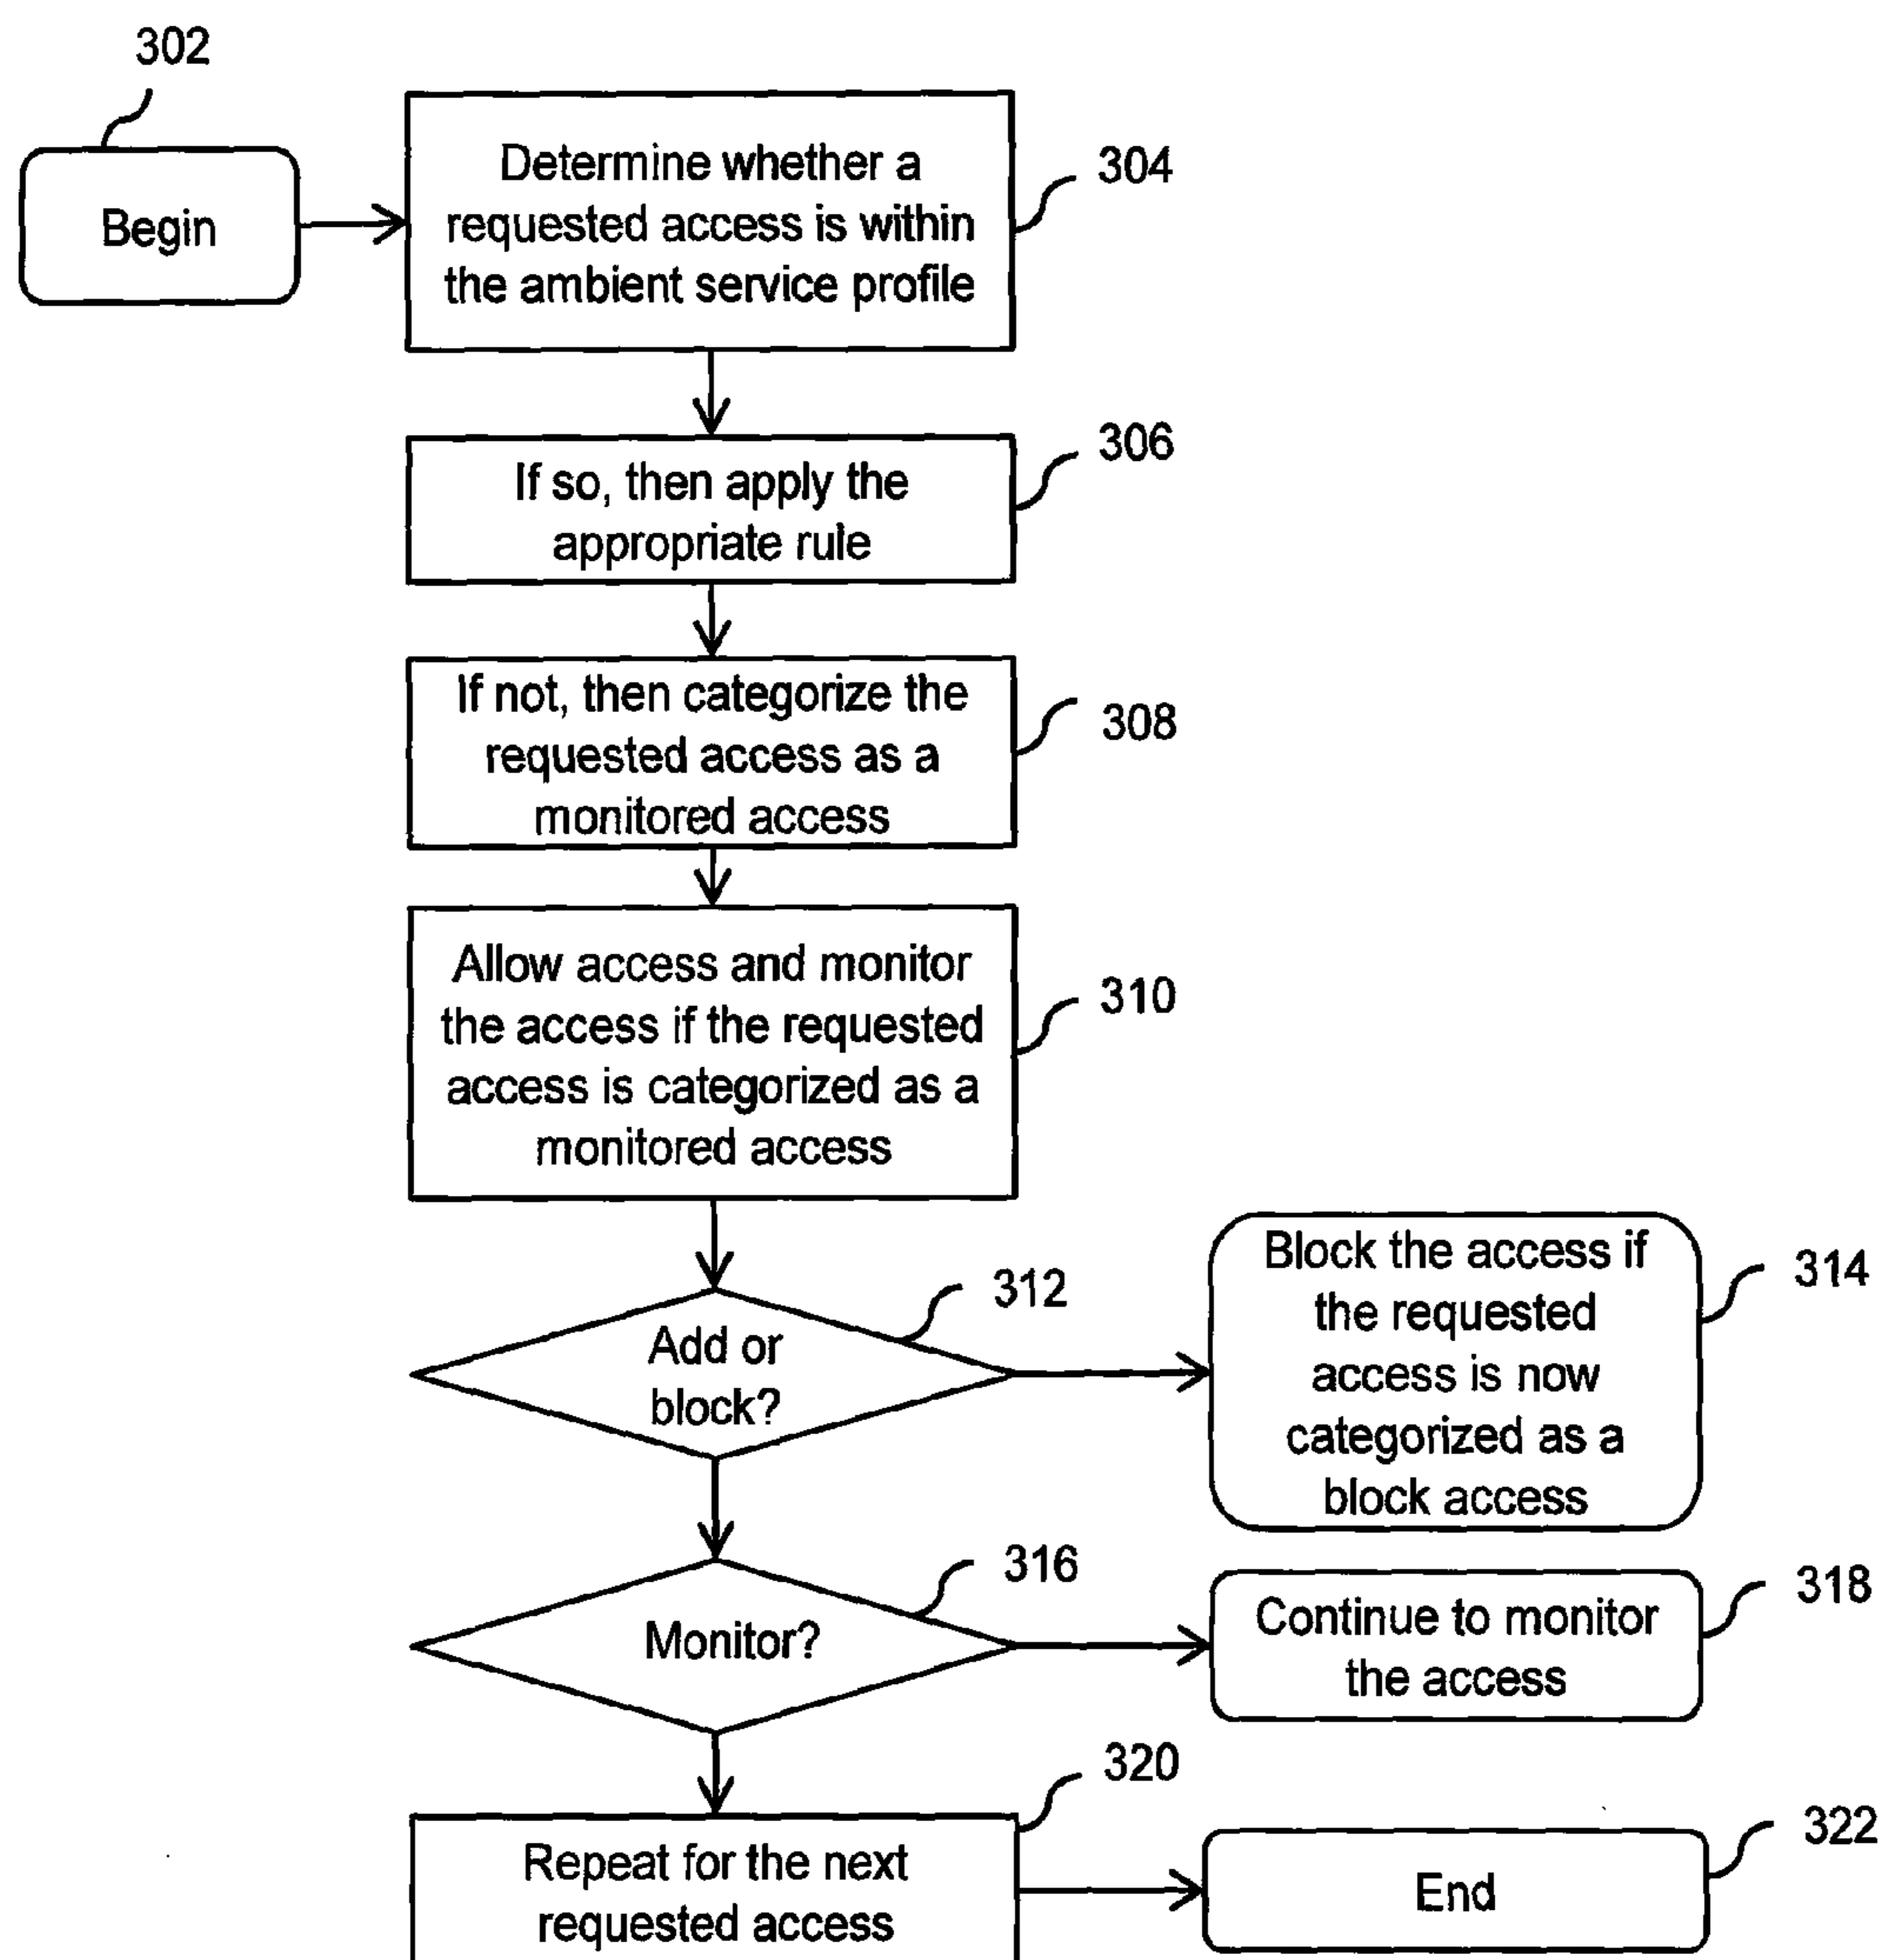 302
Begin
Determine whether a
requested access is within
the ambient service profile
304
If so, then apply the
appropriate rule
306
If not, then categorize the
requested access as a
monitored access
308
Allow access and monitor
the access if the requested
access is categorized as a
monitored access
310
Add or
block?
312
Block the access if
the requested
access is now
categorized as a
block access
314
Monitor?
316
Continue to monitor
the access
318
Repeat for the next
requested access
320
End
322